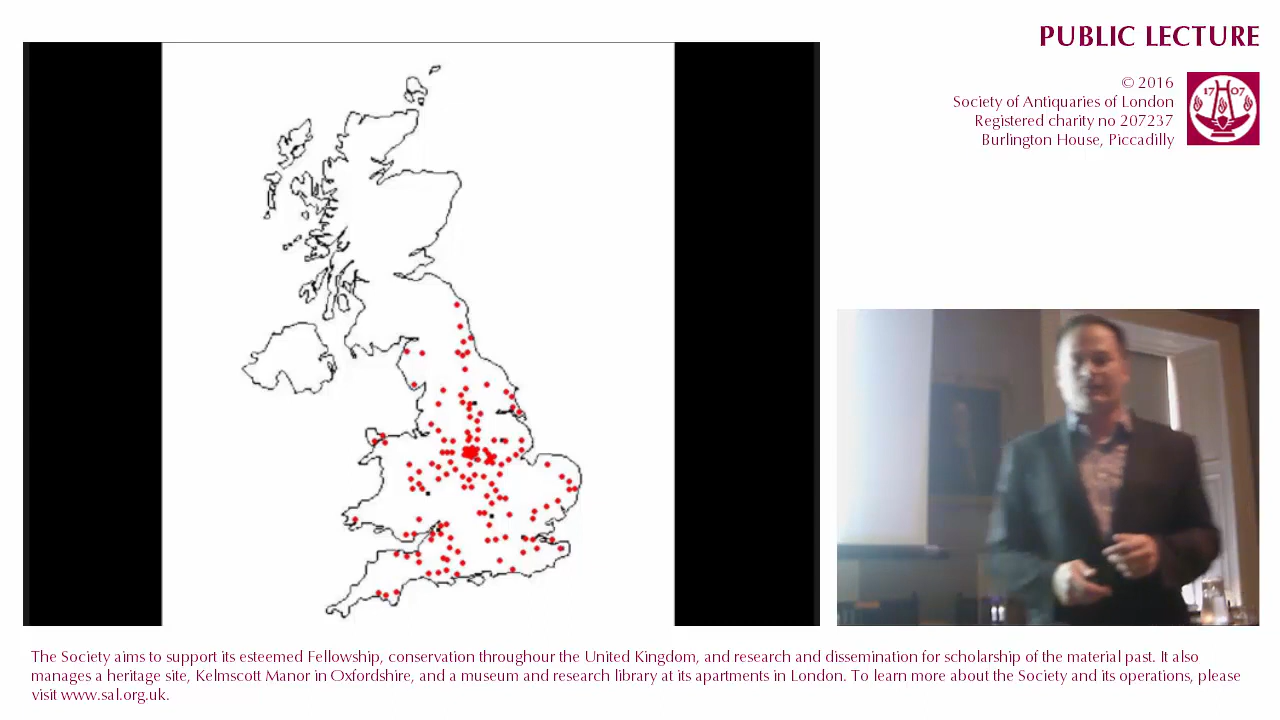 PUBLIC LECTURE
© 2016
Society of Antiquaries of London
Registered charity no 207237
Burlington House, Piccadilly
17 07
The Society aims to support its esteemed Fellowship, conservation throughout the United Kingdom, and research and dissemination for scholarship of the material past. It also
manages a heritage site, Kelmscott Manor in Oxfordshire, and a museum and research library at its apartments in London. To learn more about the Society and its operations, please
visit www.sal.org.uk.